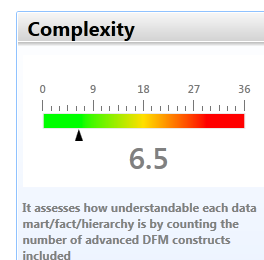 Complexity
0 9 18 27 36
6.5
It assesses how understandable each data
mart/fact/hierarchy is by counting the
number of advanced DFM constructs
included